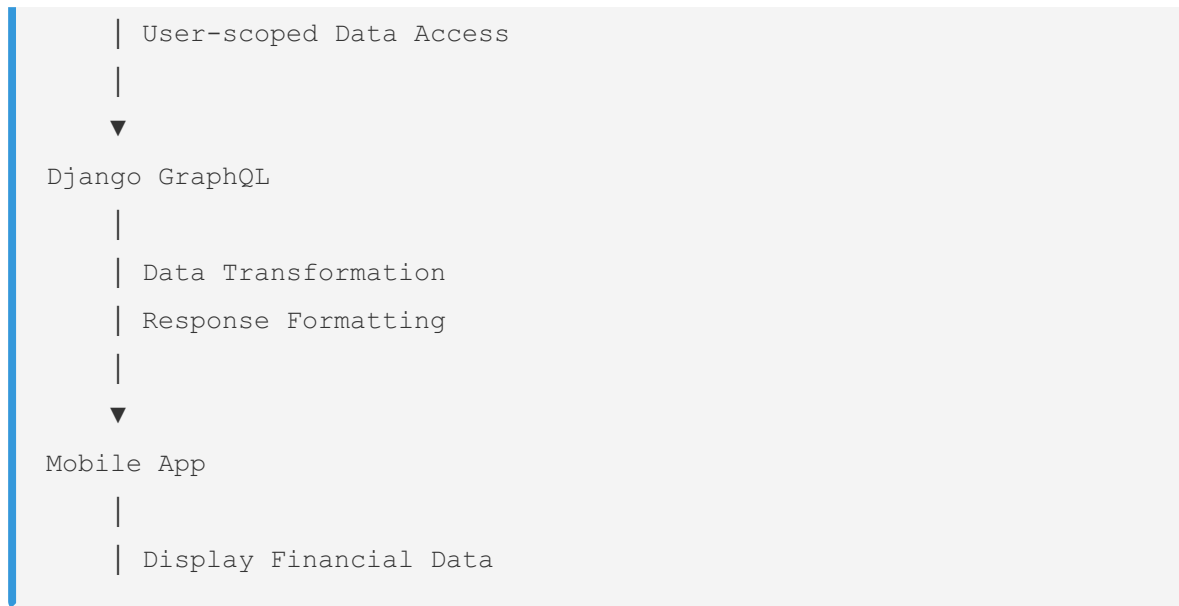 │ User-scoped Data Access
│
▼
Django GraphQL
│
│ Data Transformation
│ Response Formatting
│
▼
Mobile App
│
│ Display Financial Data